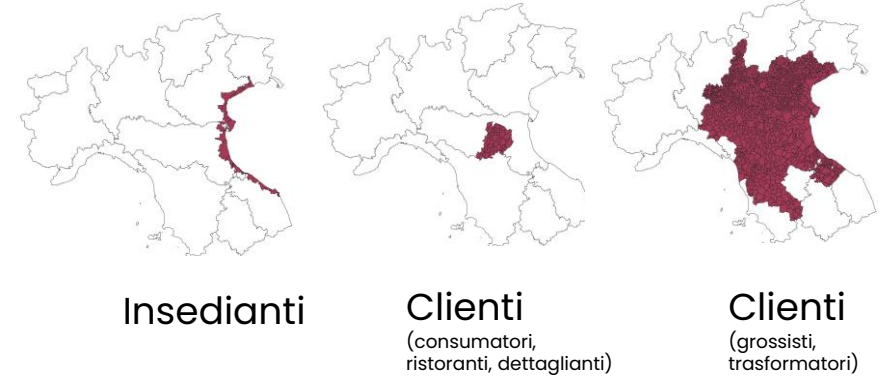 Insedianti
Clienti
(consumatori,
ristoranti, dettaglianti)
Clienti
(grossisti,
trasformatori)